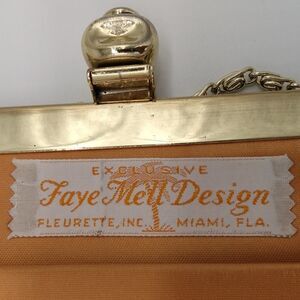 EXCLUSIVE
Faye Mell Design
FLEURETTE, INC. MIAMI, FLA.